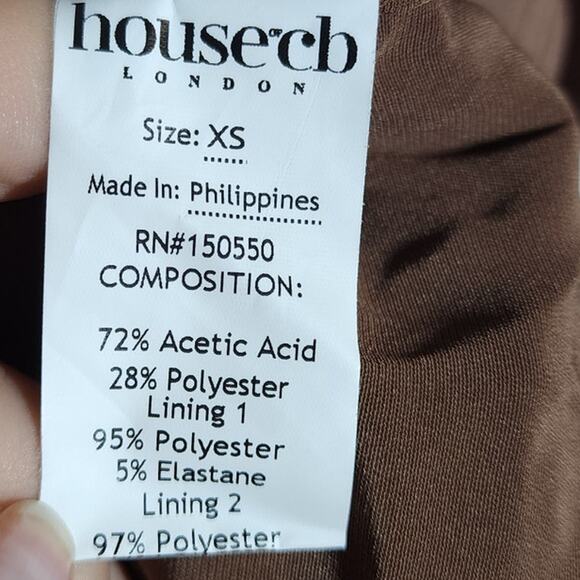 house of cb
LONDON
Size: XS
Made In: Philippines
RN#150550
COMPOSITION:
72% Acetic Acid
28% Polyester
Lining 1
95% Polyester
5% Elastane
Lining 2
97% Polyester